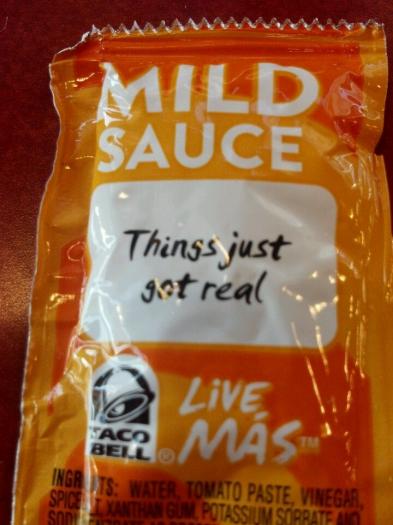 MILD
SAUCE
Things just
got real
TACO
BELL®
LiVE
MÁS™
WATER, TOMATO PASTE, VINEGAR,
XANTHAN GUM, POTASSIUM SORBATE AND